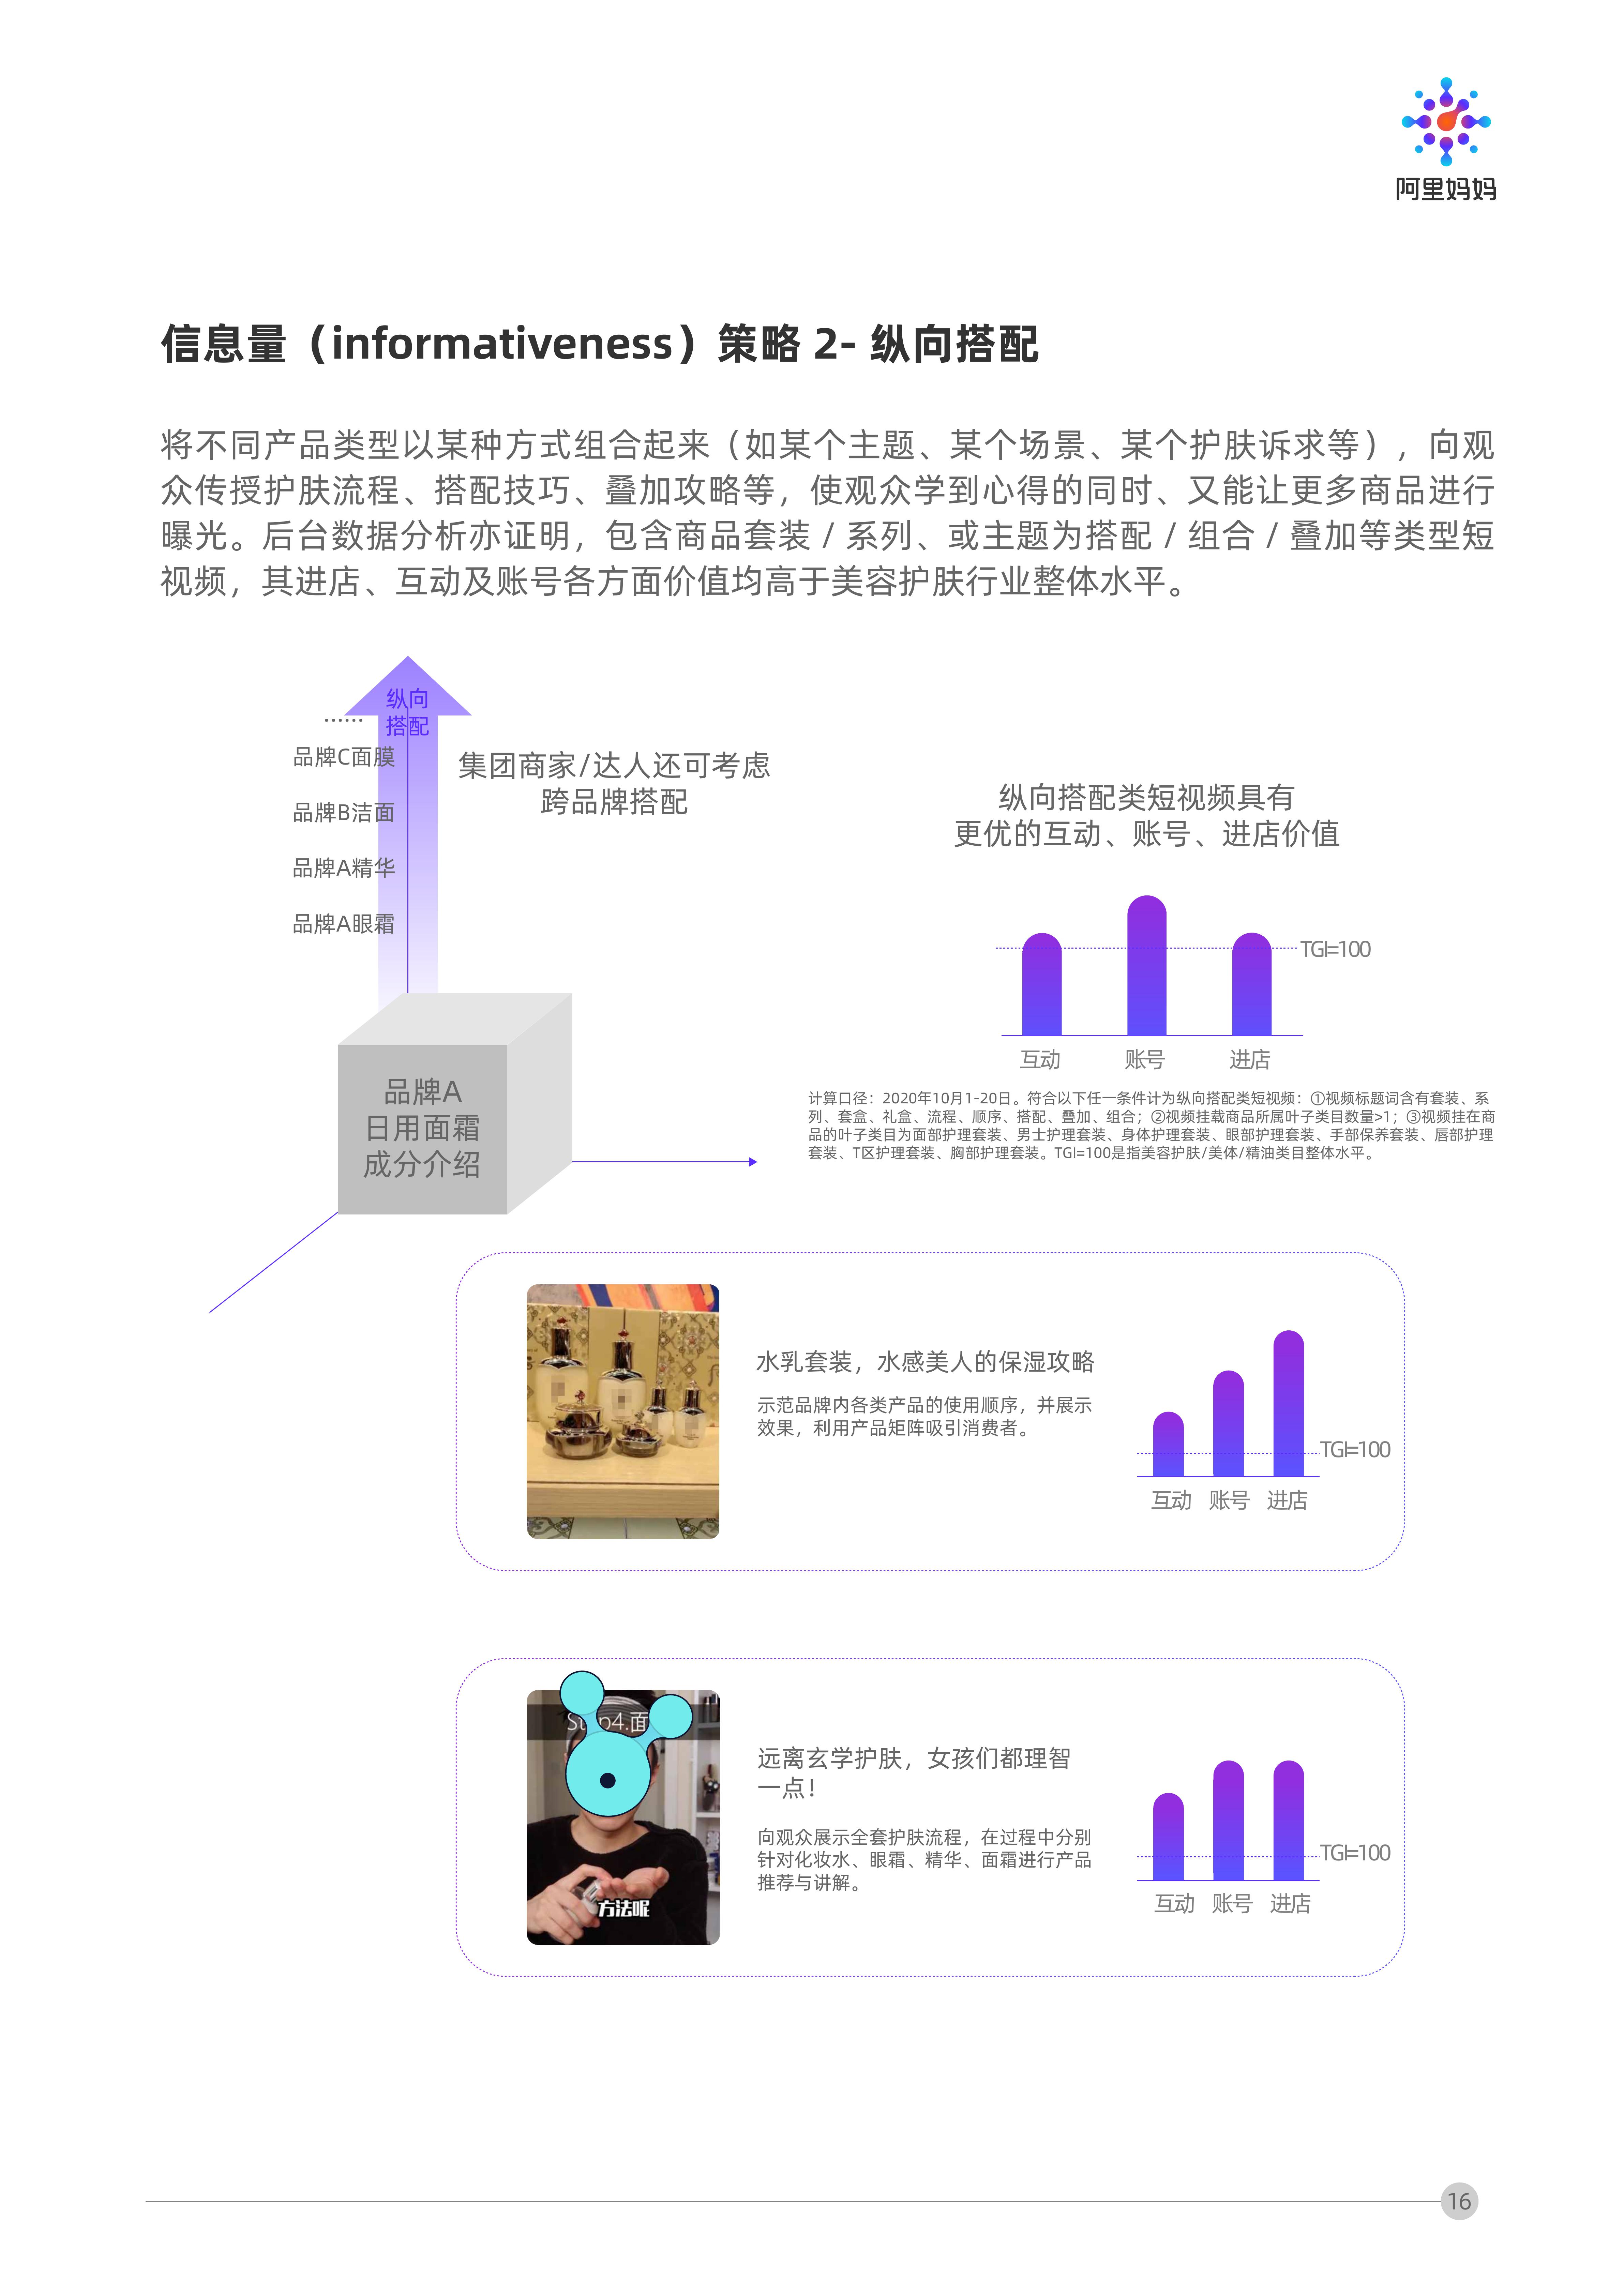 阿里妈妈
信息量（informativeness）策略 2- 纵向搭配
将不同产品类型以某种方式组合起来（如某个主题、某个场景、某个护肤诉求等），向观
众传授护肤流程、搭配技巧、叠加攻略等，使观众学到心得的同时、又能让更多商品进行
曝光。后台数据分析亦证明，包含商品套装 / 系列、或主题为搭配 / 组合 / 叠加等类型短
视频，其进店、互动及账号各方面价值均高于美容护肤行业整体水平。
纵向
搭配
......
品牌C面膜
品牌B洁面
品牌A精华
品牌A眼霜
集团商家/达人还可考虑
跨品牌搭配
品牌A
日用面霜
成分介绍
纵向搭配类短视频具有
更优的互动、账号、进店价值
TGI=100
互动 账号 进店
计算口径：2020年10月1-20日。符合以下任一条件计为纵向搭配类短视频：①视频标题词含有套装、系
列、套盒、礼盒、流程、顺序、搭配、叠加、组合；②视频挂载商品所属叶子类目数量>1；③视频挂在商
品的叶子类目为面部护理套装、男士护理套装、身体护理套装、眼部护理套装、手部保养套装、唇部护理
套装、T区护理套装、胸部护理套装。TGI=100是指美容护肤/美体/精油类目整体水平。
水乳套装，水感美人的保湿攻略
示范品牌内各类产品的使用顺序，并展示
效果，利用产品矩阵吸引消费者。
TGI=100
互动 账号 进店
方法呢
远离玄学护肤，女孩们都理智
一点！
向观众展示全套护肤流程，在过程中分别
针对化妆水、眼霜、精华、面霜进行产品
推荐与讲解。
TGI=100
互动 账号 进店
16